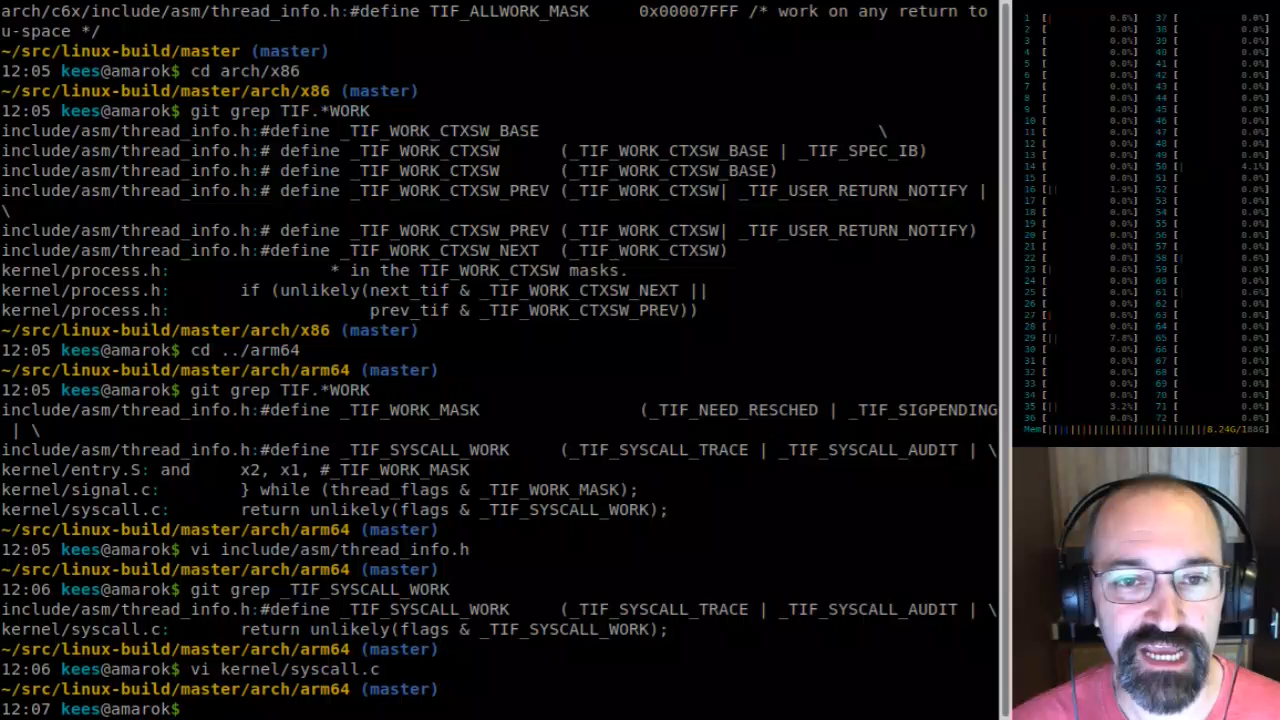 arch/c6x/include/asm/thread_info.h:#define TIF_ALLWORK_MASK     0x00007FFF /* work on any return to
u-space */
~/src/linux-build/master (master)
12:05 kees@amarok$ cd arch/x86
~/src/linux-build/master/arch/x86 (master)
12:05 kees@amarok$ git grep TIF.*WORK
include/asm/thread_info.h:#define _TIF_WORK_CTXSW_BASE                                  \
include/asm/thread_info.h:# define _TIF_WORK_CTXSW      (_TIF_WORK_CTXSW_BASE | _TIF_SPEC_IB)
include/asm/thread_info.h:# define _TIF_WORK_CTXSW      (_TIF_WORK_CTXSW_BASE)
include/asm/thread_info.h:#define _TIF_WORK_CTXSW_PREV (_TIF_WORK_CTXSW| _TIF_USER_RETURN_NOTIFY |
\
include/asm/thread_info.h:# define _TIF_WORK_CTXSW_PREV (_TIF_WORK_CTXSW| _TIF_USER_RETURN_NOTIFY)
include/asm/thread_info.h:#define _TIF_WORK_CTXSW_NEXT  (_TIF_WORK_CTXSW)
kernel/process.h:                * in the TIF_WORK_CTXSW masks.
kernel/process.h:       if (unlikely(next_tif & _TIF_WORK_CTXSW_NEXT ||
kernel/process.h:                    prev_tif & _TIF_WORK_CTXSW_PREV))
~/src/linux-build/master/arch/x86 (master)
12:05 kees@amarok$ cd ../arm64
~/src/linux-build/master/arch/arm64 (master)
12:05 kees@amarok$ git grep TIF.*WORK
include/asm/thread_info.h:#define _TIF_WORK_MASK                (_TIF_NEED_RESCHED | _TIF_SIGPENDING
 | \
include/asm/thread_info.h:#define _TIF_SYSCALL_WORK     (_TIF_SYSCALL_TRACE | _TIF_SYSCALL_AUDIT | \
kernel/entry.S: and     x2, x1, #_TIF_WORK_MASK
kernel/signal.c:        } while (thread_flags & _TIF_WORK_MASK);
kernel/syscall.c:       return unlikely(flags & _TIF_SYSCALL_WORK);
~/src/linux-build/master/arch/arm64 (master)
12:05 kees@amarok$ vi include/asm/thread_info.h
~/src/linux-build/master/arch/arm64 (master)
12:06 kees@amarok$ git grep _TIF_SYSCALL_WORK
include/asm/thread_info.h:#define _TIF_SYSCALL_WORK     (_TIF_SYSCALL_TRACE | _TIF_SYSCALL_AUDIT | \
kernel/syscall.c:       return unlikely(flags & _TIF_SYSCALL_WORK);
~/src/linux-build/master/arch/arm64 (master)
12:06 kees@amarok$ vi kernel/syscall.c
~/src/linux-build/master/arch/arm64 (master)
12:07 kees@amarok$
Mem[ 8.24G/188G]